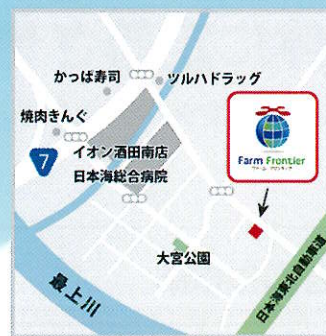 かっぱ寿司
ツルハドラッグ
焼肉きんぐ
7
イオン酒田南店
日本海総合病院
Farm Frontier
大宮公園
最上川
日本海東北自動車道